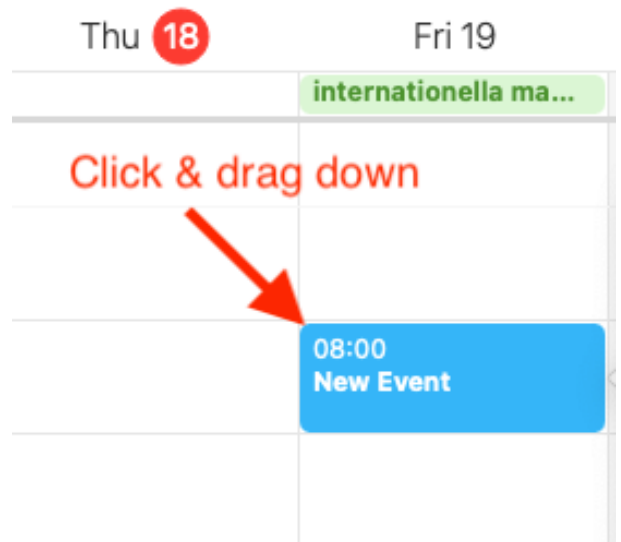 Thu 18
Fri 19
internationella ma...
Click & drag down
08:00
New Event